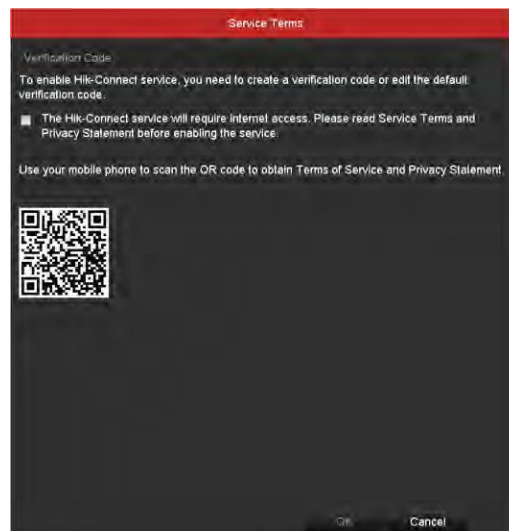 Service Terms
Verification Code
To enable Hik-Connect service, you need to create a verification code or edit the default
verification code.
The Hik-Connect service will require internet access. Please read Service Terms and
Privacy Statement before enabling the service.
Use your mobile phone to scan the QR code to obtain Terms of Service and Privacy Statement.
OK
Cancel